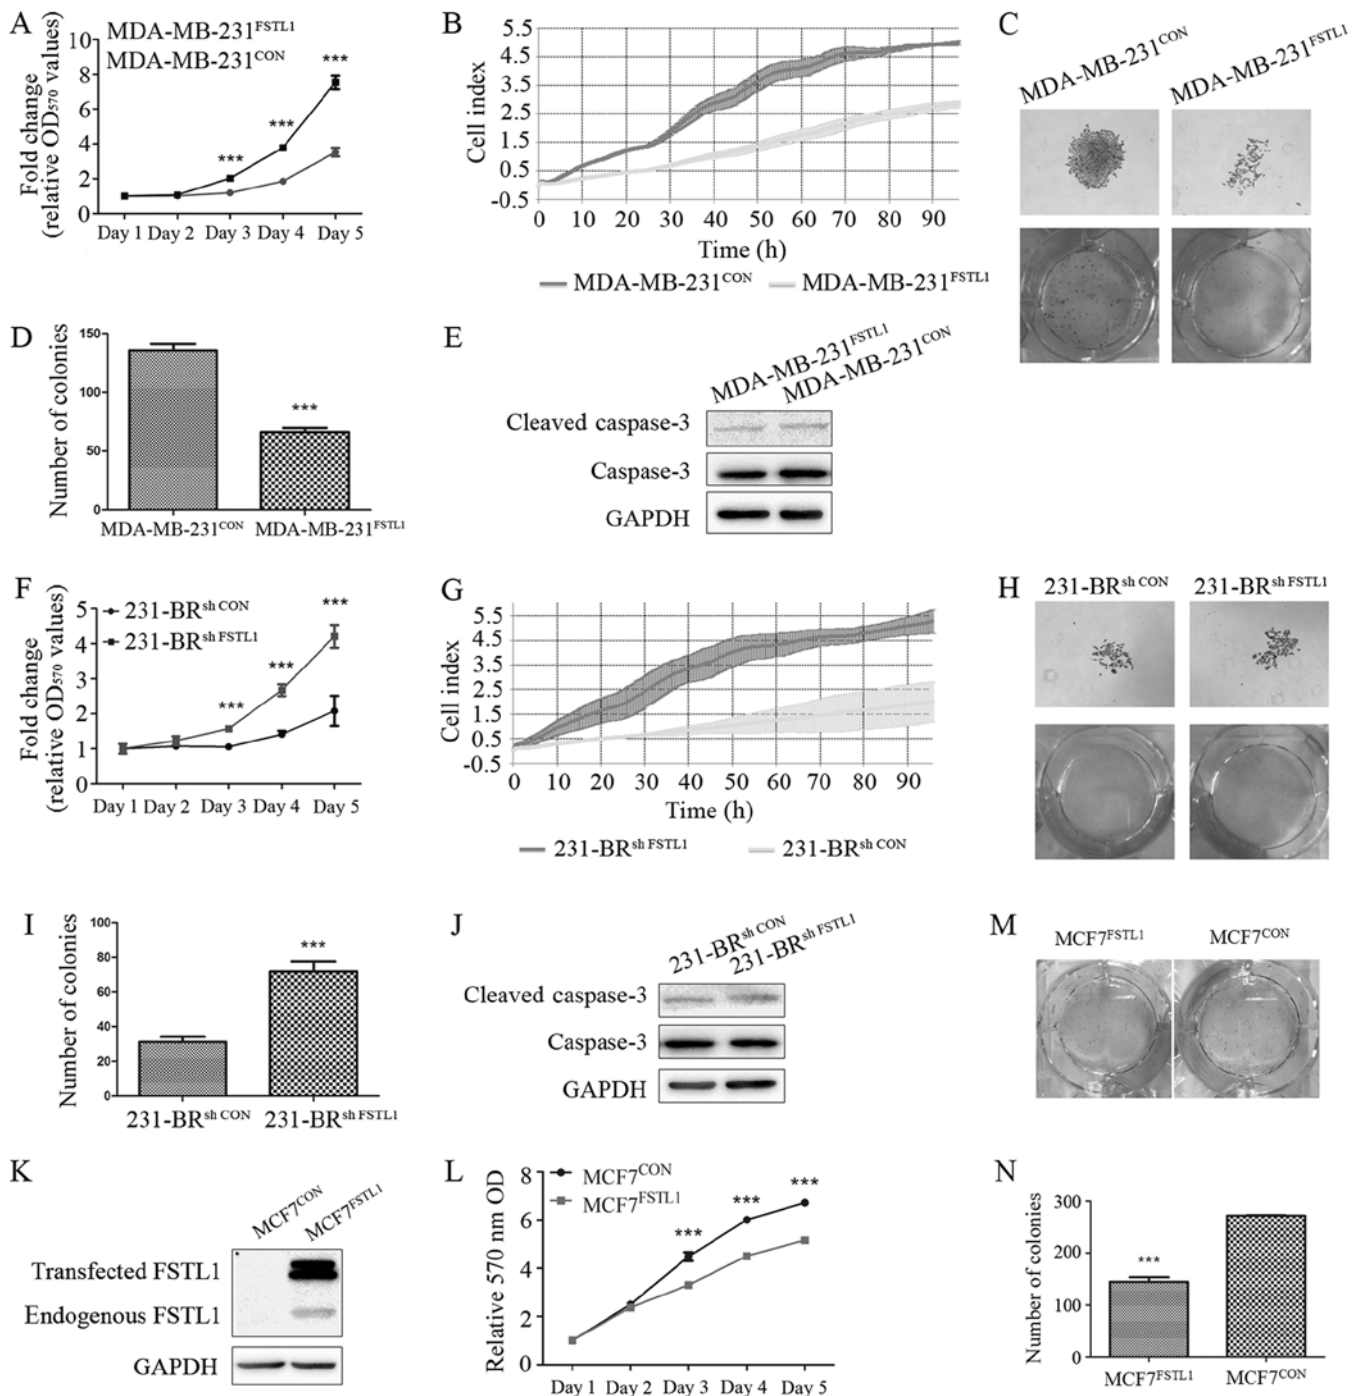 A
MDA-MB-231FSTL1
MDA-MB-231CON
Fold change
(relative OD570 values)
10
8
6
4
2
0
***
***
***
Day 1 Day 2 Day 3 Day 4 Day 5
B
Cell index
5.5
4.5
3.5
2.5
1.5
0.5
-0.5
0 10 20 30 40 50 60 70 80 90
Time (h)
MDA-MB-231CON MDA-MB-231FSTL1
C
MDA-MB-231CON
MDA-MB-231FSTL1
D
Number of colonies
150
100
50
0
***
MDA-MB-231CON MDA-MB-231FSTL1
E
MDA-MB-231FSTL1
MDA-MB-231CON
Cleaved caspase-3
Caspase-3
GAPDH
F
Fold change
(relative OD570 values)
5
4
3
2
1
0
231-BRsh CON
231-BRsh FSTL1
***
***
***
Day 1 Day 2 Day 3 Day 4 Day 5
G
Cell index
5.5
4.5
3.5
2.5
1.5
0.5
-0.5
0 10 20 30 40 50 60 70 80 90
Time (h)
231-BRsh FSTL1 231-BRsh CON
H
231-BRsh CON 231-BRsh FSTL1
I
Number of colonies
100
80
60
40
20
0
***
231-BRsh CON 231-BRsh FSTL1
J
231-BRsh CON
231-BRsh FSTL1
Cleaved caspase-3
Caspase-3
GAPDH
M
MCF7FSTL1 MCF7CON
K
MCF7CON
MCF7FSTL1
Transfected FSTL1
Endogenous FSTL1
GAPDH
L
Relative 570 nm OD
8
6
4
2
0
MCF7CON
MCF7FSTL1
***
***
***
Day 1 Day 2 Day 3 Day 4 Day 5
N
Number of colonies
300
200
100
0
***
MCF7FSTL1 MCF7CON